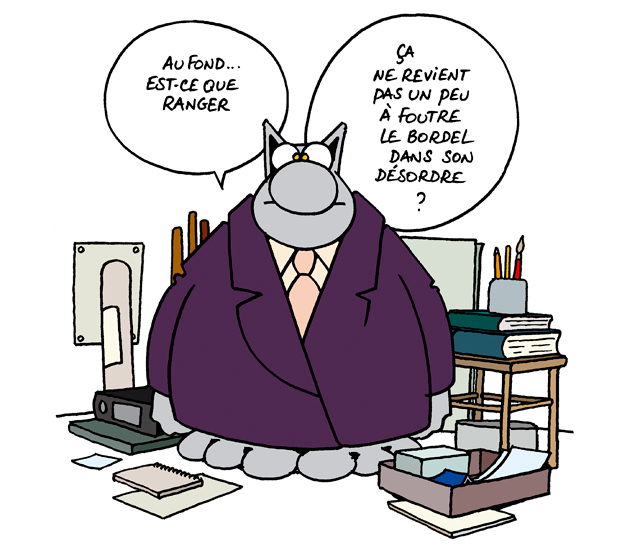 AU FOND...
EST-CE QUE
RANGER
ÇA
NE REVIENT
PAS UN PEU
À FOUTRE
LE BORDEL
DANS SON
DÉSORDRE
?